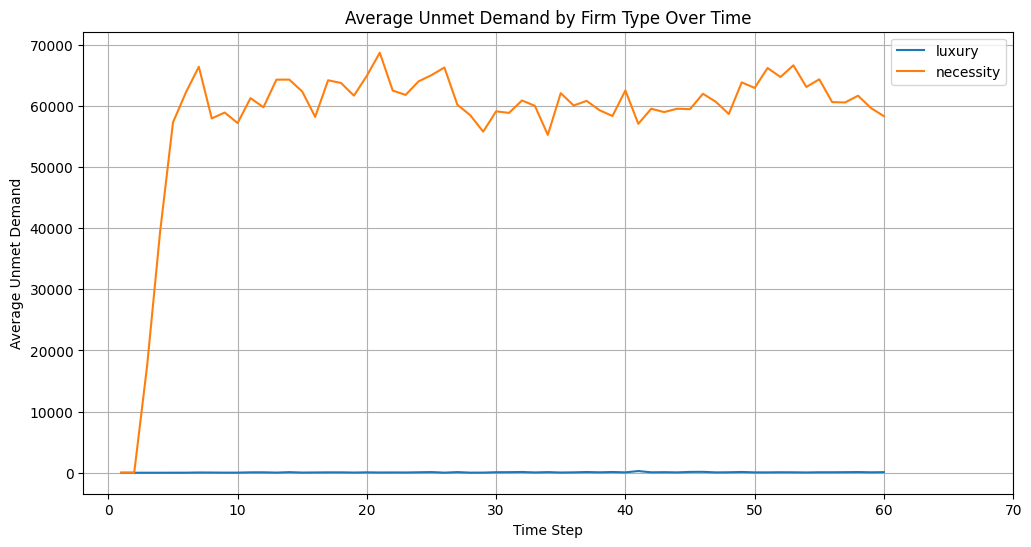 Average Unmet Demand by Firm Type Over Time
luxury
necessity
Average Unmet Demand
70000
60000
50000
40000
30000
20000
10000
0
0 10 20 30 40 50 60 70
Time Step